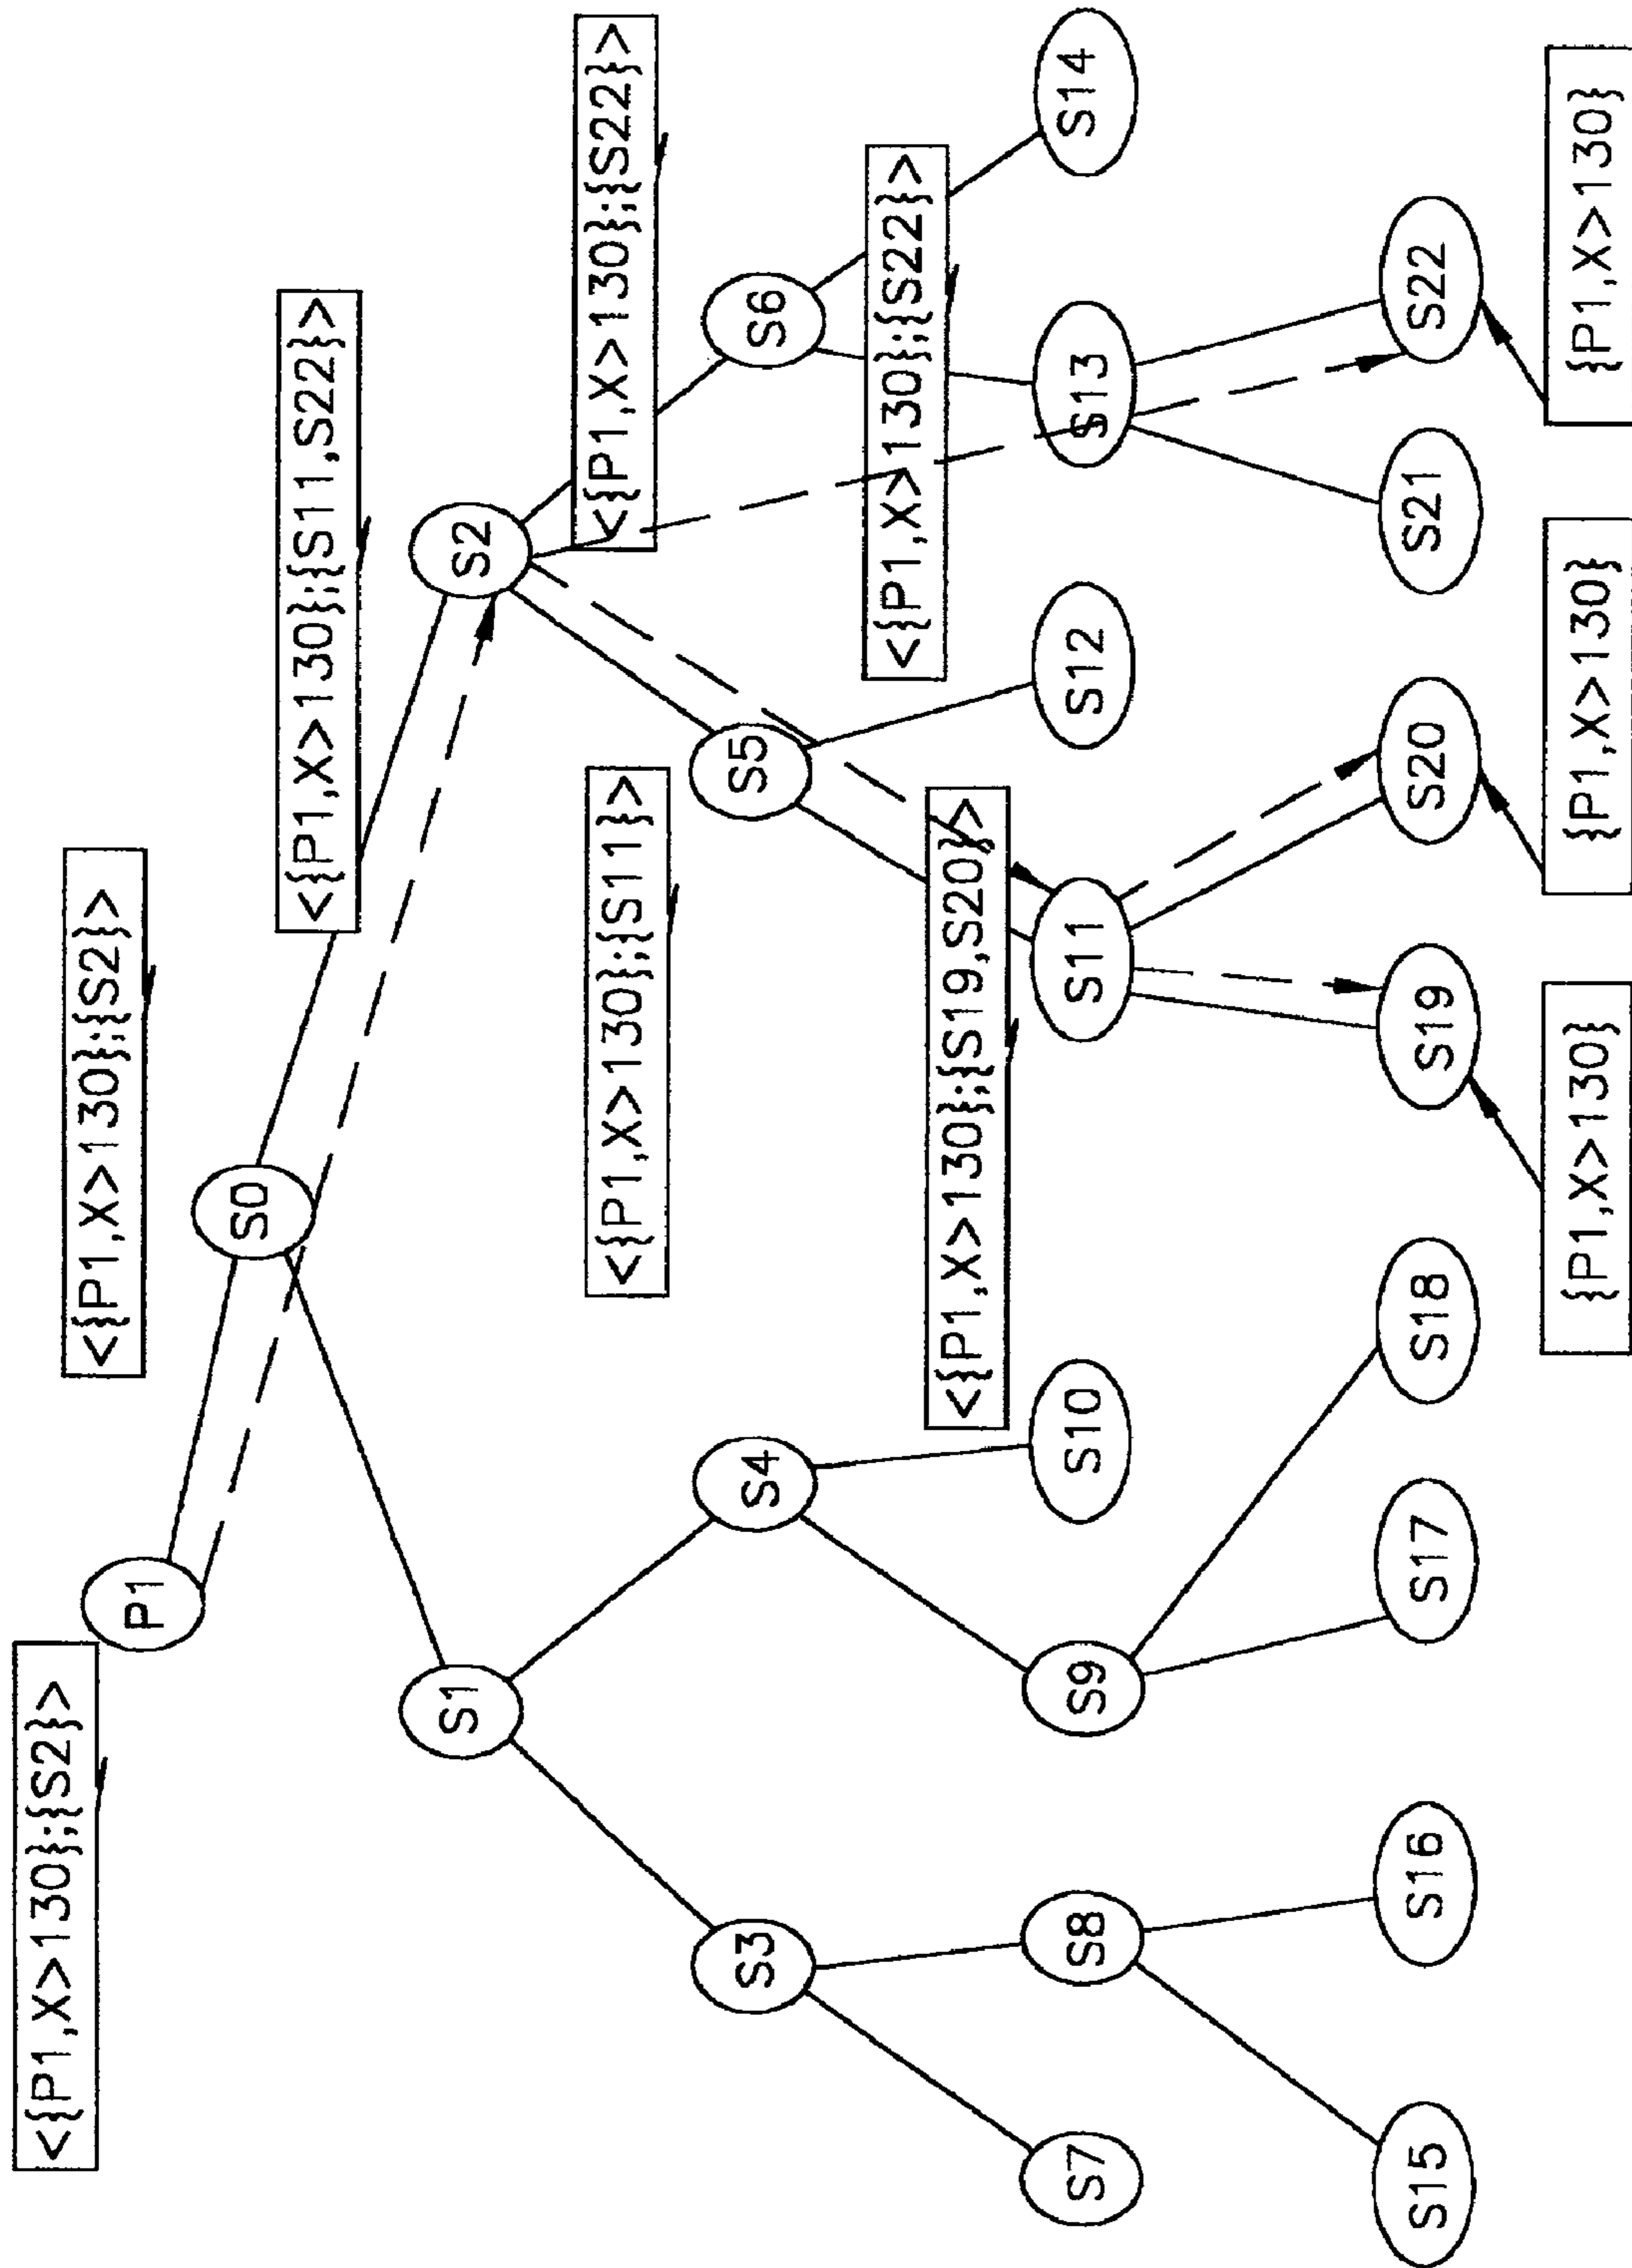 <{P1,X>130};{S2}>
P1
<{P1,X>130};{S2}>
S0
<{P1,X>130};{S11,S22}>
S1
S2
<{P1,X>130};{S11}>
<{P1,X>130};{S22}>
S3
S4
S5
S6
<{P1,X>130};{S19,S20}>
<{P1,X>130};{S22}>
S7
S8
S9
S10
S11
S12
S13
S14
S15
S16
S17
S18
S19
S20
S21
S22
{P1,X>130}
{P1,X>130}
{P1,X>130}